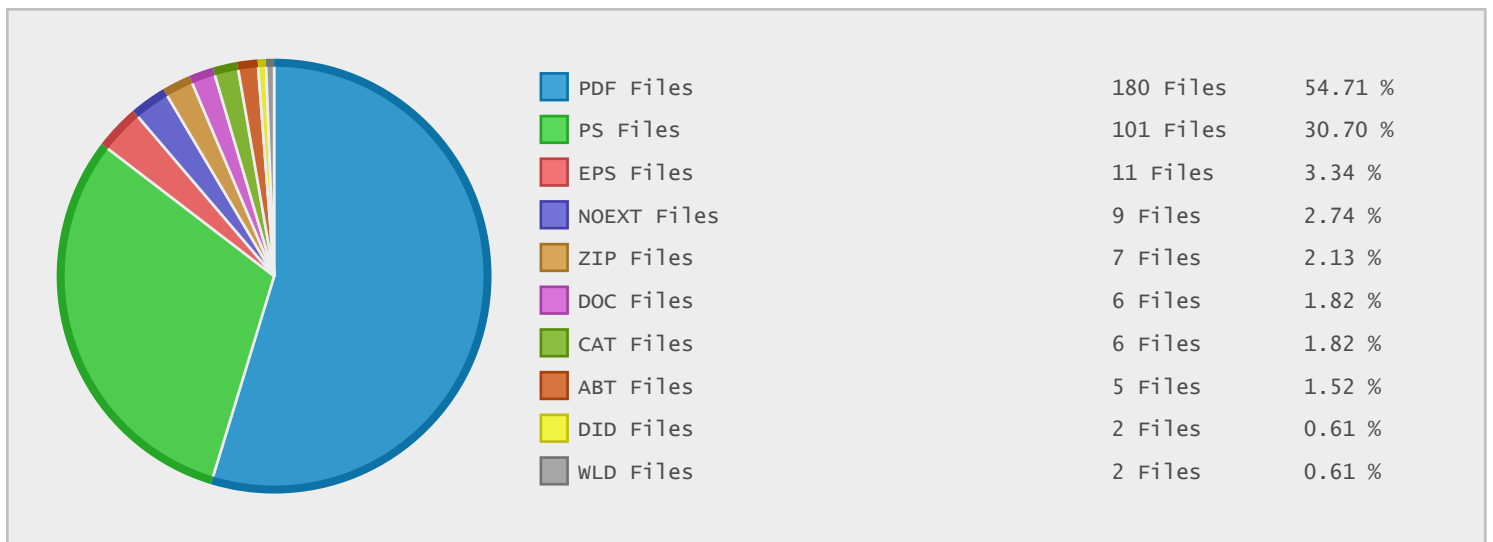 PDF Files 180 Files 54.71 %
PS Files 101 Files 30.70 %
EPS Files 11 Files 3.34 %
NOEXT Files 9 Files 2.74 %
ZIP Files 7 Files 2.13 %
DOC Files 6 Files 1.82 %
CAT Files 6 Files 1.82 %
ABT Files 5 Files 1.52 %
DID Files 2 Files 0.61 %
WLD Files 2 Files 0.61 %